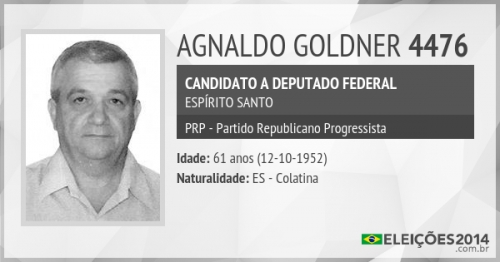 AGNALDO GOLDNER 4476
CANDIDATO A DEPUTADO FEDERAL
ESPÍRITO SANTO
PRP - Partido Republicano Progressista
Idade: 61 anos (12-10-1952)
Naturalidade: ES - Colatina
ELEIÇÕES2014
.com.br